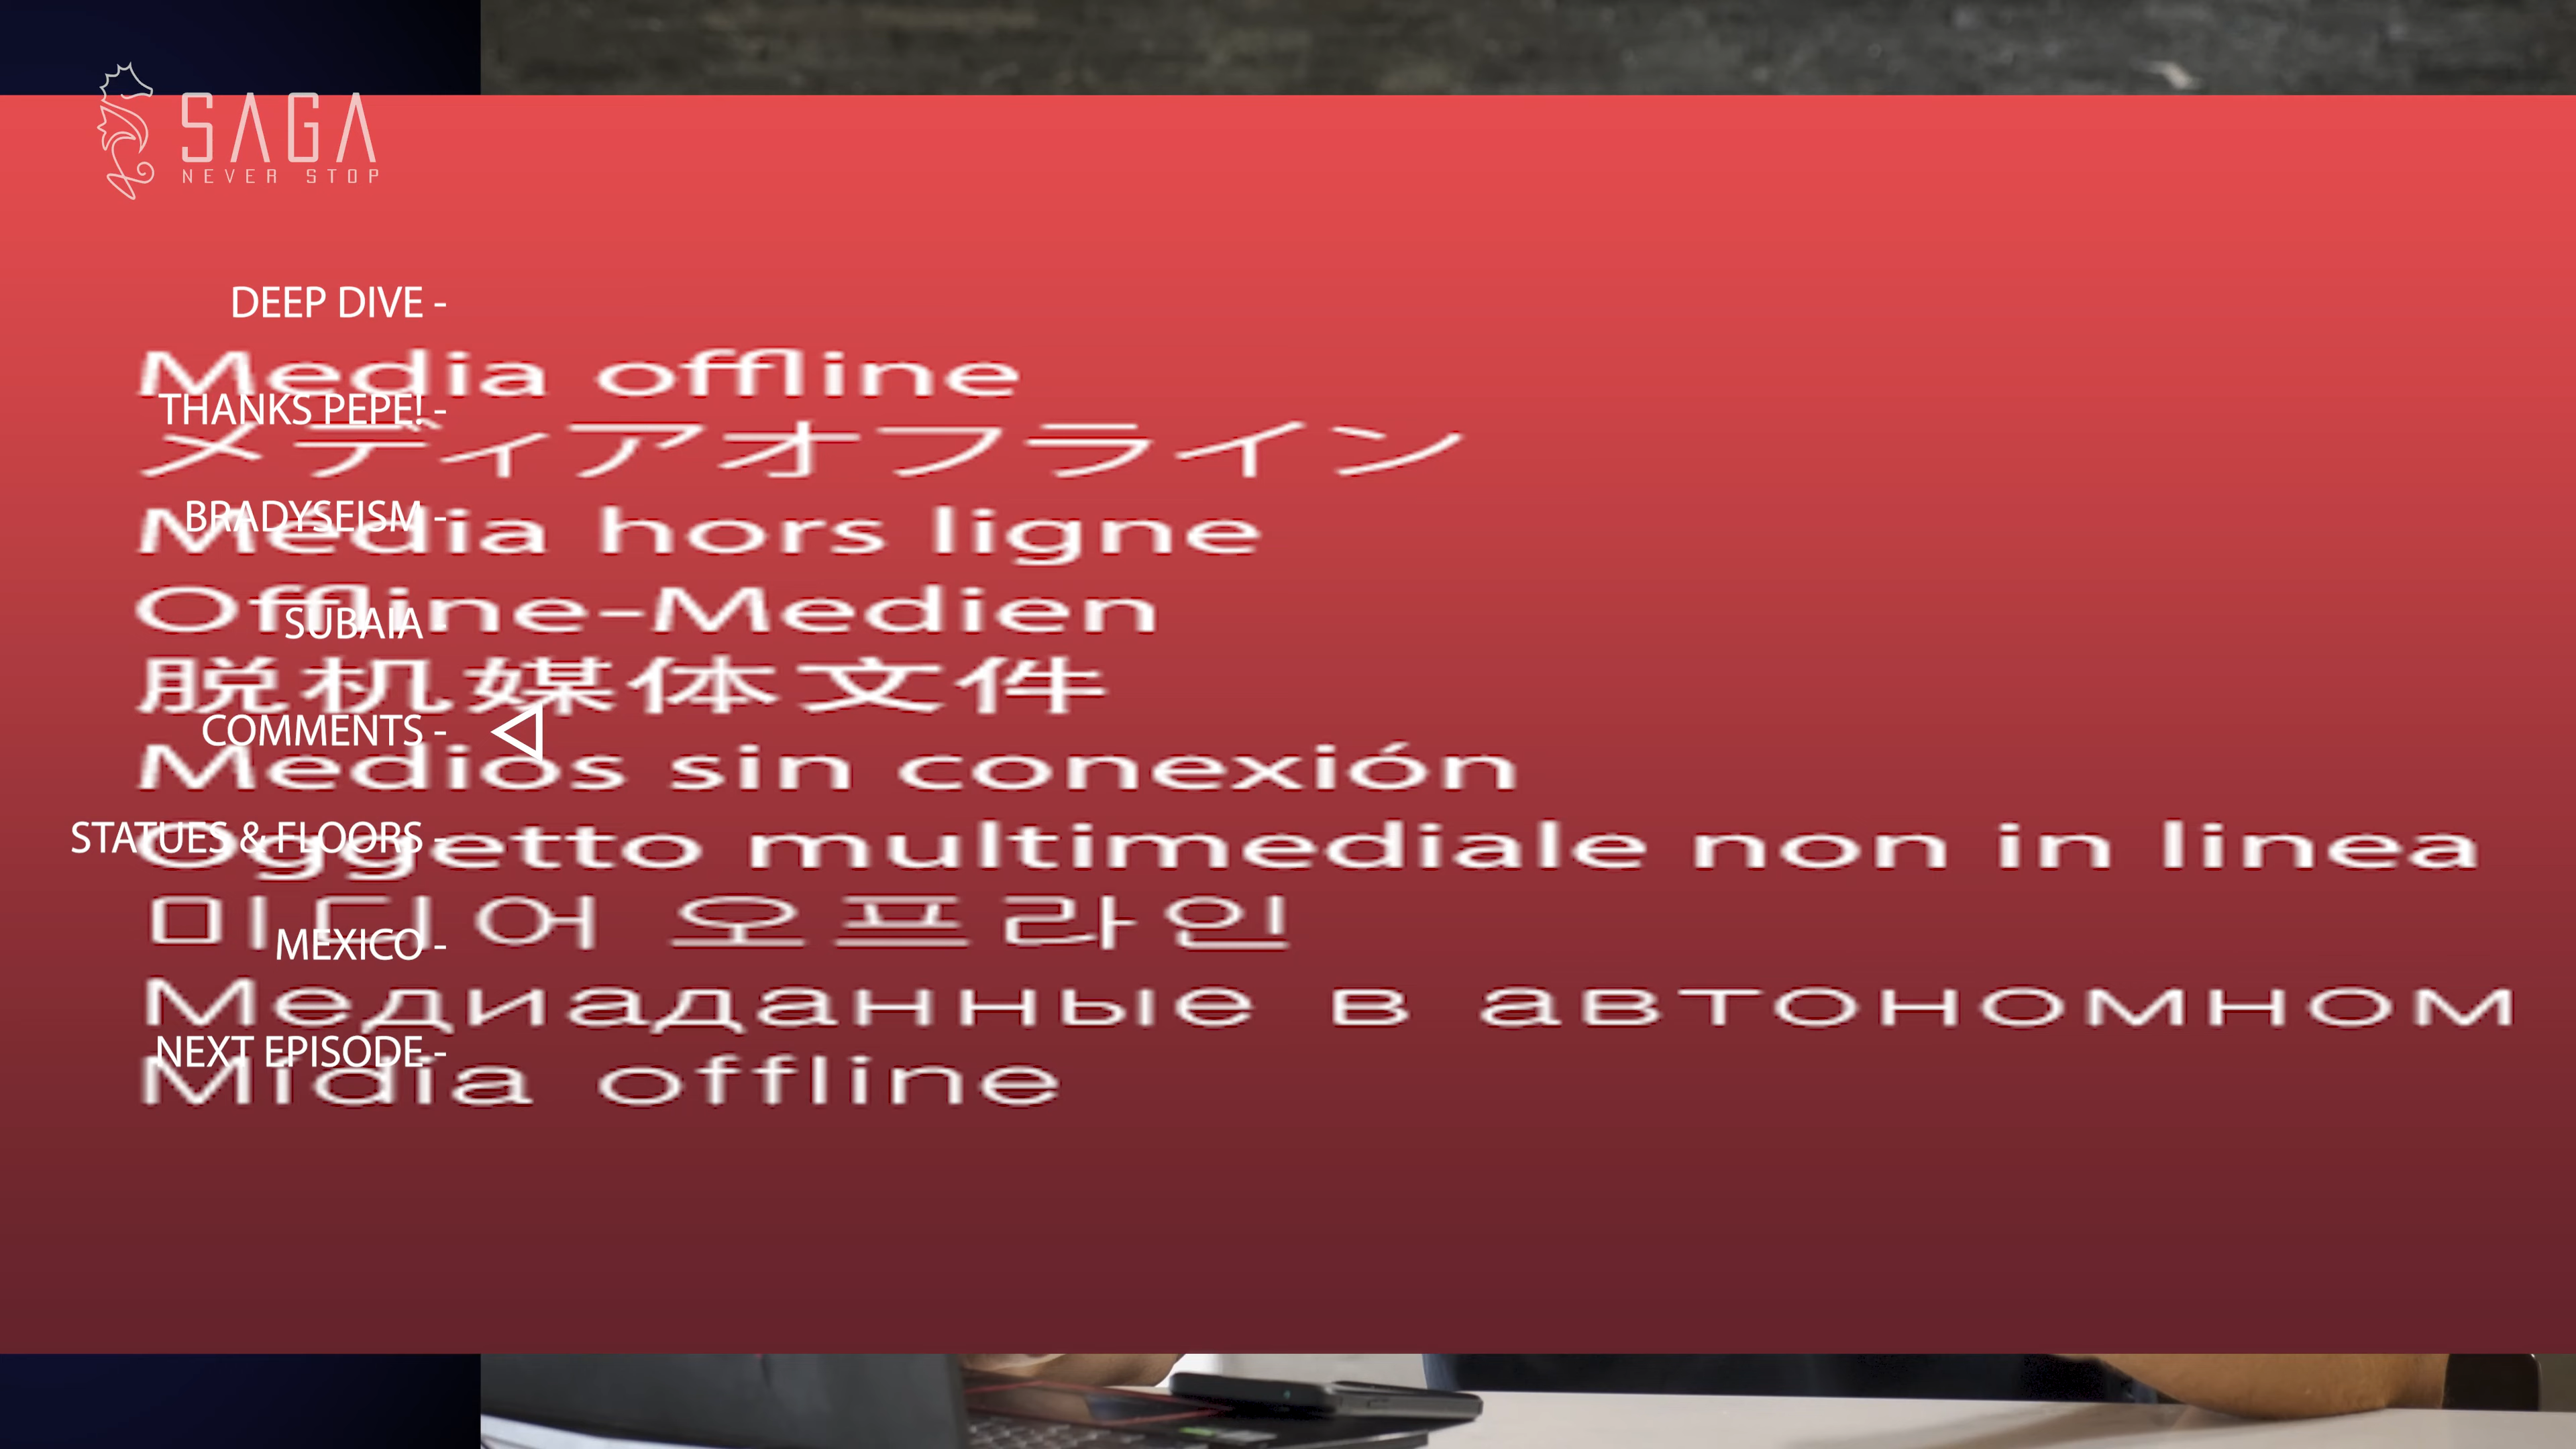 SAGA
NEVER STOP
DEEP DIVE -
Media offline
THANKS PEPE! -
メディアオフライン
BRADYSEISM -
Media hors ligne
Offline-Medien
SUBAIA -
脱机媒体文件
COMMENTS -
Medios sin conexión
STATUES & FLOORS -
Oggetto multimediale non in linea
미디어 오프라인
MEXICO -
Медиаданные в автономном
NEXT EPISODE -
Mídia offline